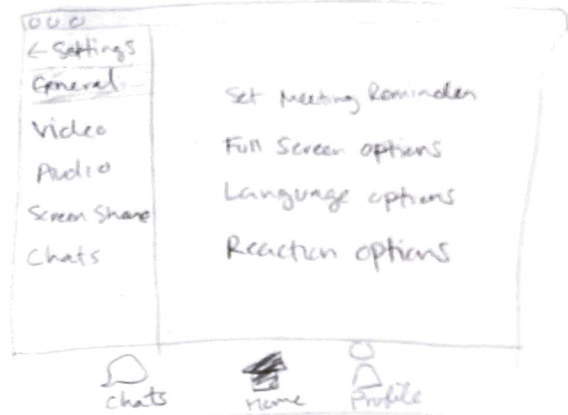 ← Settings
General
Video
Audio
Screen Share
Chats
Set Meeting Reminder
Full Screen options
Language options
Reaction options
Chats
Home
Profile